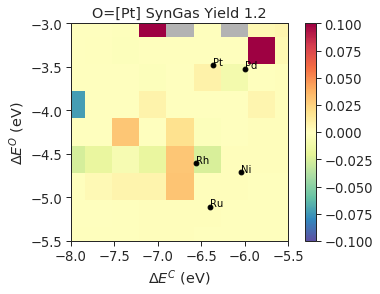 O=[Pt] SynGas Yield 1.2
−3.0
−3.5
−4.0
−4.5
−5.0
−5.5
ΔE^O (eV)
Pt
Pd
Rh
Ni
Ru
−8.0 −7.5 −7.0 −6.5 −6.0 −5.5
ΔE^C (eV)
0.100
0.075
0.050
0.025
0.000
−0.025
−0.050
−0.075
−0.100